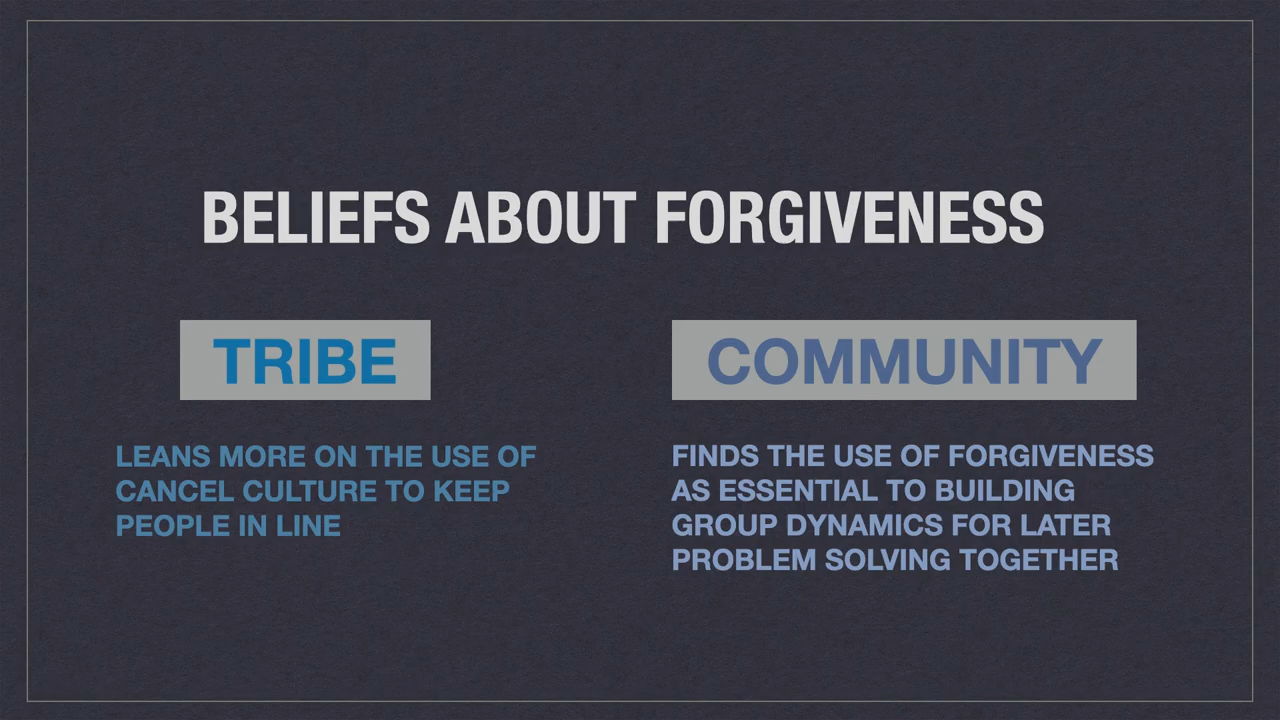 BELIEFS ABOUT FORGIVENESS
TRIBE
LEANS MORE ON THE USE OF
CANCEL CULTURE TO KEEP
PEOPLE IN LINE
COMMUNITY
FINDS THE USE OF FORGIVENESS
AS ESSENTIAL TO BUILDING
GROUP DYNAMICS FOR LATER
PROBLEM SOLVING TOGETHER